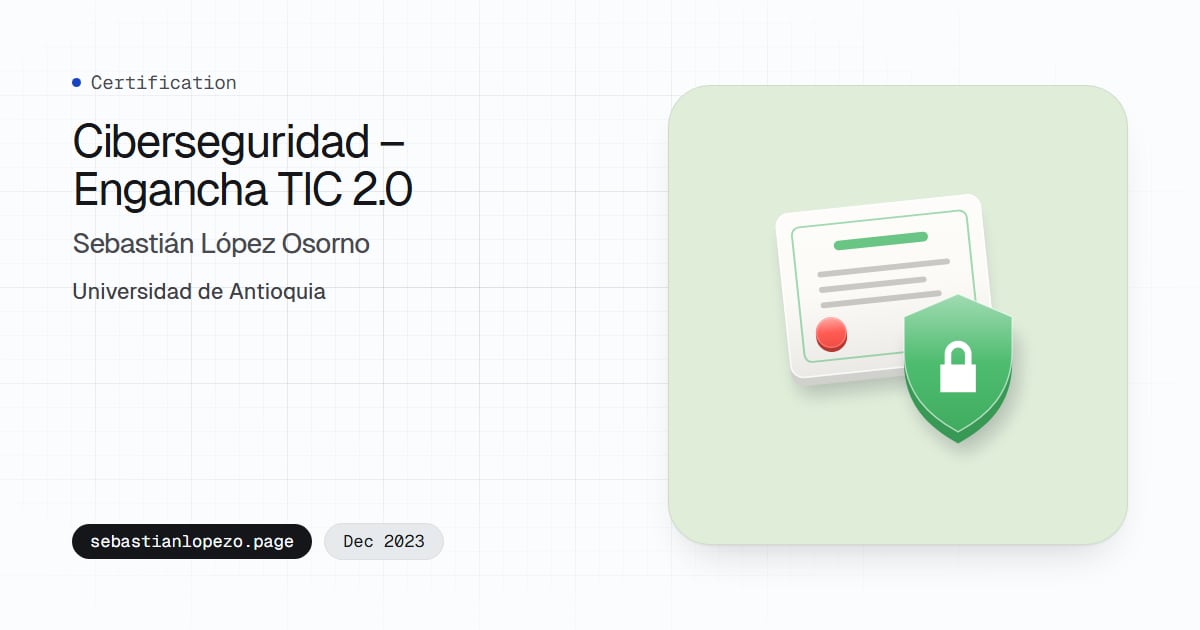 Certification
Ciberseguridad –
Engancha TIC 2.0
Sebastián López Osorno
Universidad de Antioquia
sebastianlopezo.page
Dec 2023